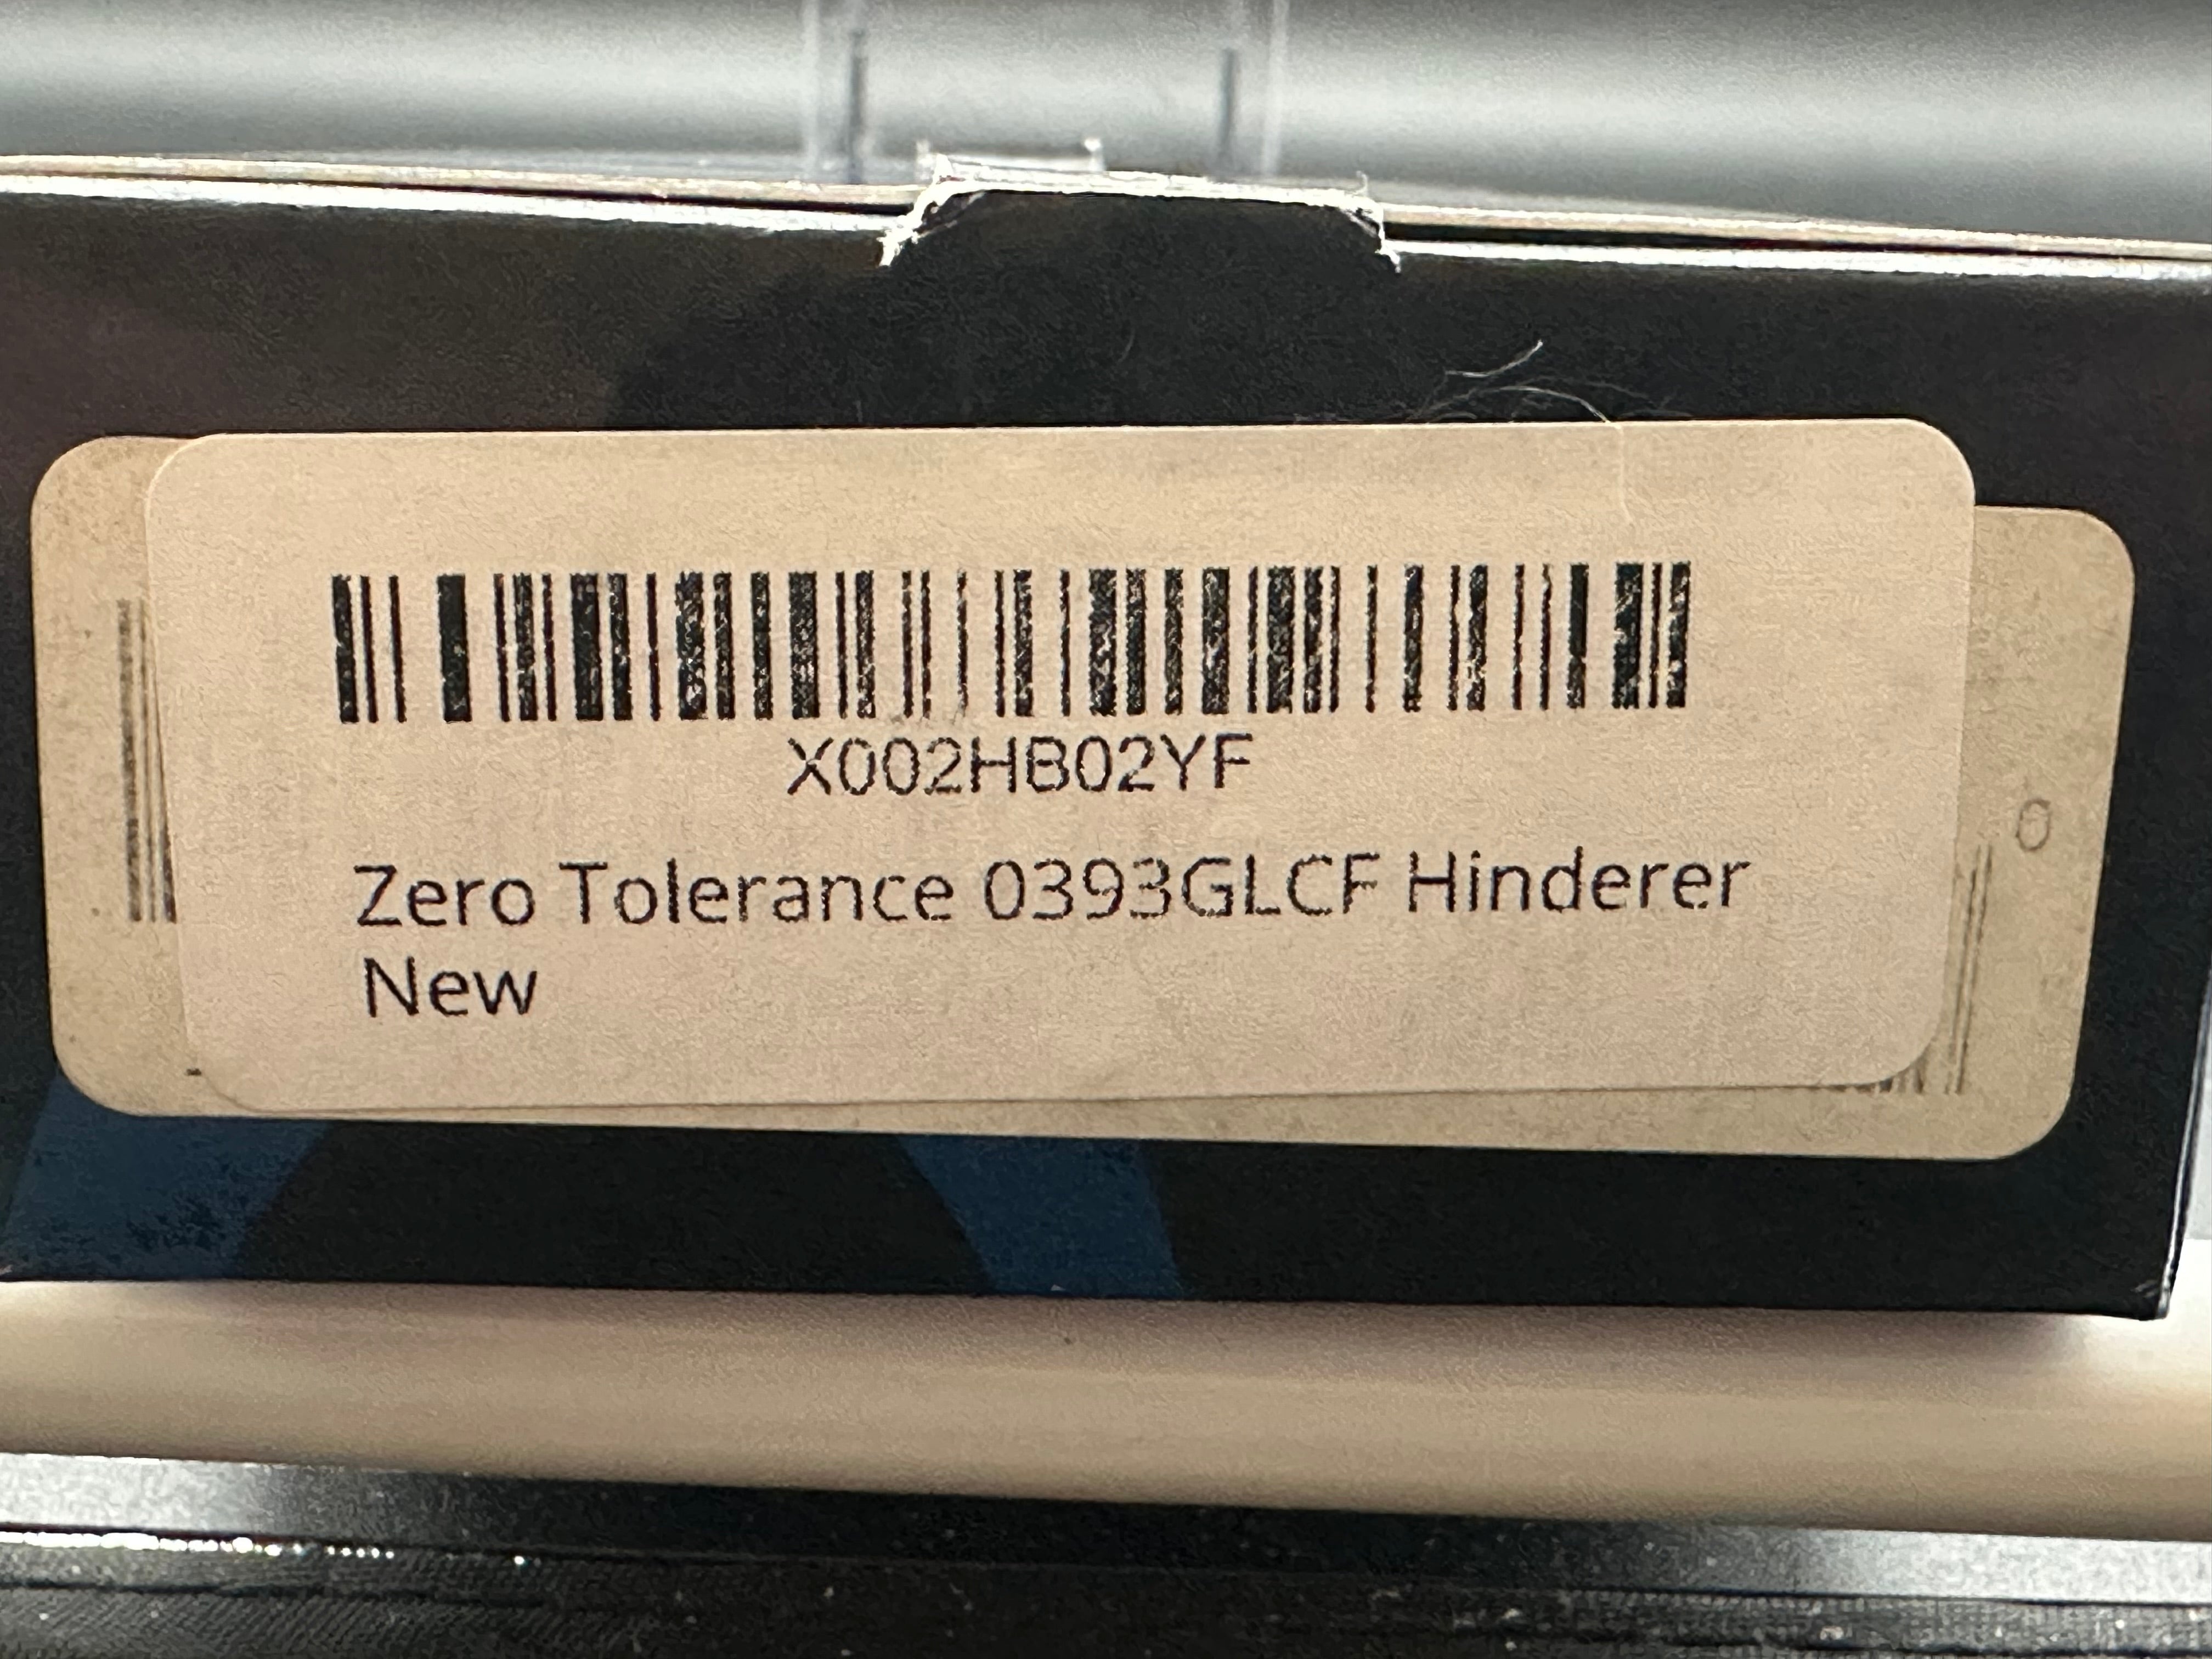 X002HB02YF
Zero Tolerance 0393GLCF Hinderer
New
O